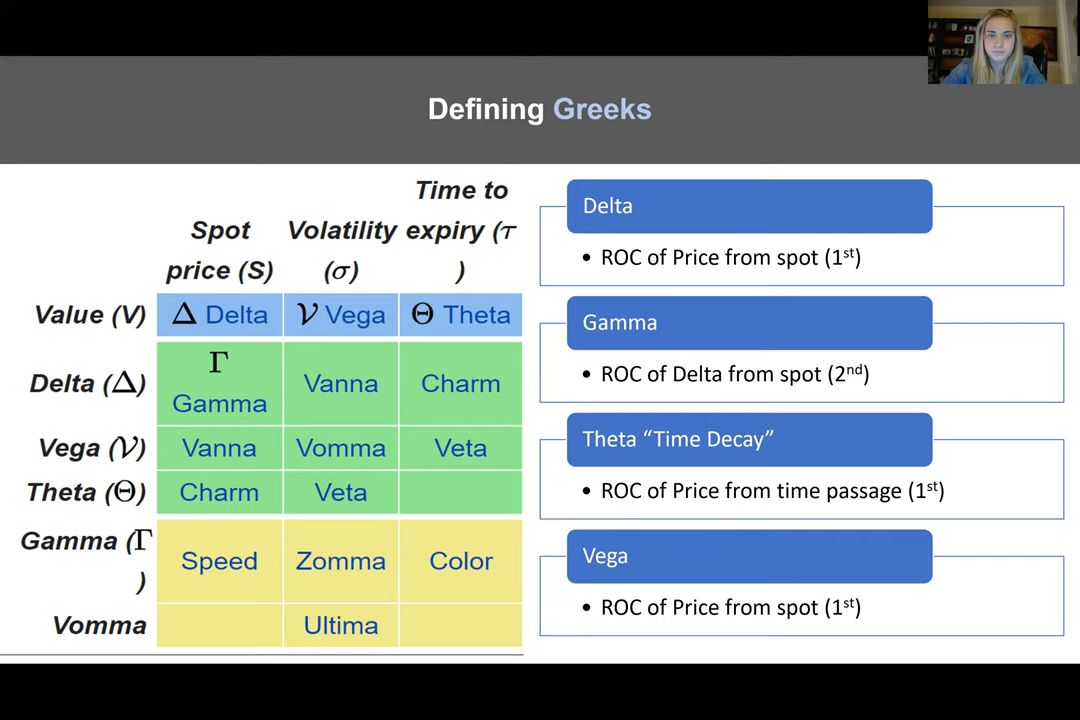 Defining Greeks
Time to
Spot Volatility expiry (τ
price (S) (σ) )
Value (V) Δ Delta 𝒱 Vega Θ Theta
Γ
Delta (Δ) Gamma Vanna Charm
Vega (𝒱) Vanna Vomma Veta
Theta (Θ) Charm Veta
Gamma (Γ
) Speed Zomma Color
Vomma Ultima
Delta
• ROC of Price from spot (1st)
Gamma
• ROC of Delta from spot (2nd)
Theta “Time Decay”
• ROC of Price from time passage (1st)
Vega
• ROC of Price from spot (1st)